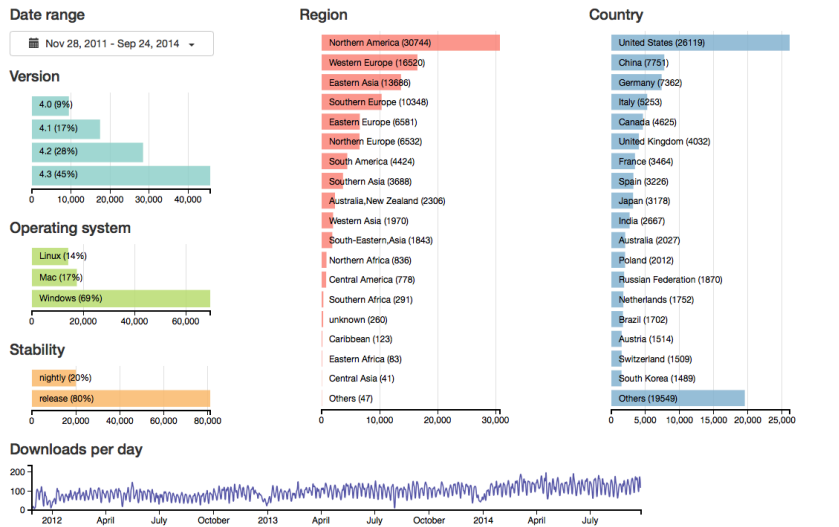 Date range
Nov 28, 2011 - Sep 24, 2014
Version
4.0 (9%)
4.1 (17%)
4.2 (28%)
4.3 (45%)
0 10,000 20,000 30,000 40,000
Operating system
Linux (14%)
Mac (17%)
Windows (69%)
0 20,000 40,000 60,000
Stability
nightly (20%)
release (80%)
0 20,000 40,000 60,000 80,000
Region
Northern America (30744)
Western Europe (16520)
Eastern Asia (13686)
Southern Europe (10348)
Eastern Europe (6581)
Northern Europe (6532)
South America (4424)
Southern Asia (3688)
Australia,New Zealand (2306)
Western Asia (1970)
South-Eastern,Asia (1843)
Northern Africa (836)
Central America (778)
Southern Africa (291)
unknown (260)
Caribbean (123)
Eastern Africa (83)
Central Asia (41)
Others (47)
0 10,000 20,000 30,000
Country
United States (26119)
China (7751)
Germany (7362)
Italy (5253)
Canada (4625)
United Kingdom (4032)
France (3464)
Spain (3226)
Japan (3178)
India (2667)
Australia (2027)
Poland (2012)
Russian Federation (1870)
Netherlands (1752)
Brazil (1702)
Austria (1514)
Switzerland (1509)
South Korea (1489)
Others (19549)
0 5,000 10,000 15,000 20,000 25,000
Downloads per day
200
100
0
2012 April July October 2013 April July October 2014 April July